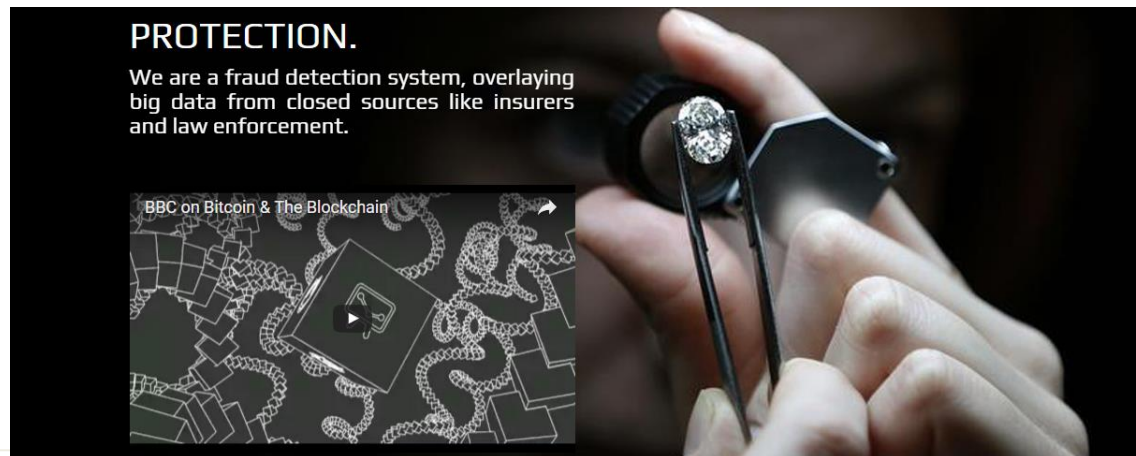 PROTECTION.
We are a fraud detection system, overlaying
big data from closed sources like insurers
and law enforcement.
BBC on Bitcoin & The Blockchain